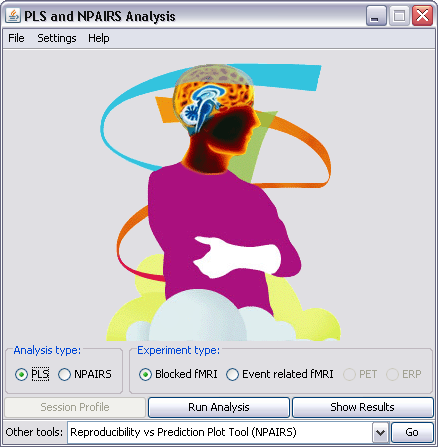 PLS and NPAIRS Analysis
File Settings Help
Analysis type: Experiment type:
PLS NPAIRS Blocked fMRI Event related fMRI PET ERP
Session Profile Run Analysis Show Results
Other tools: Reproducibility vs Prediction Plot Tool (NPAIRS) Go